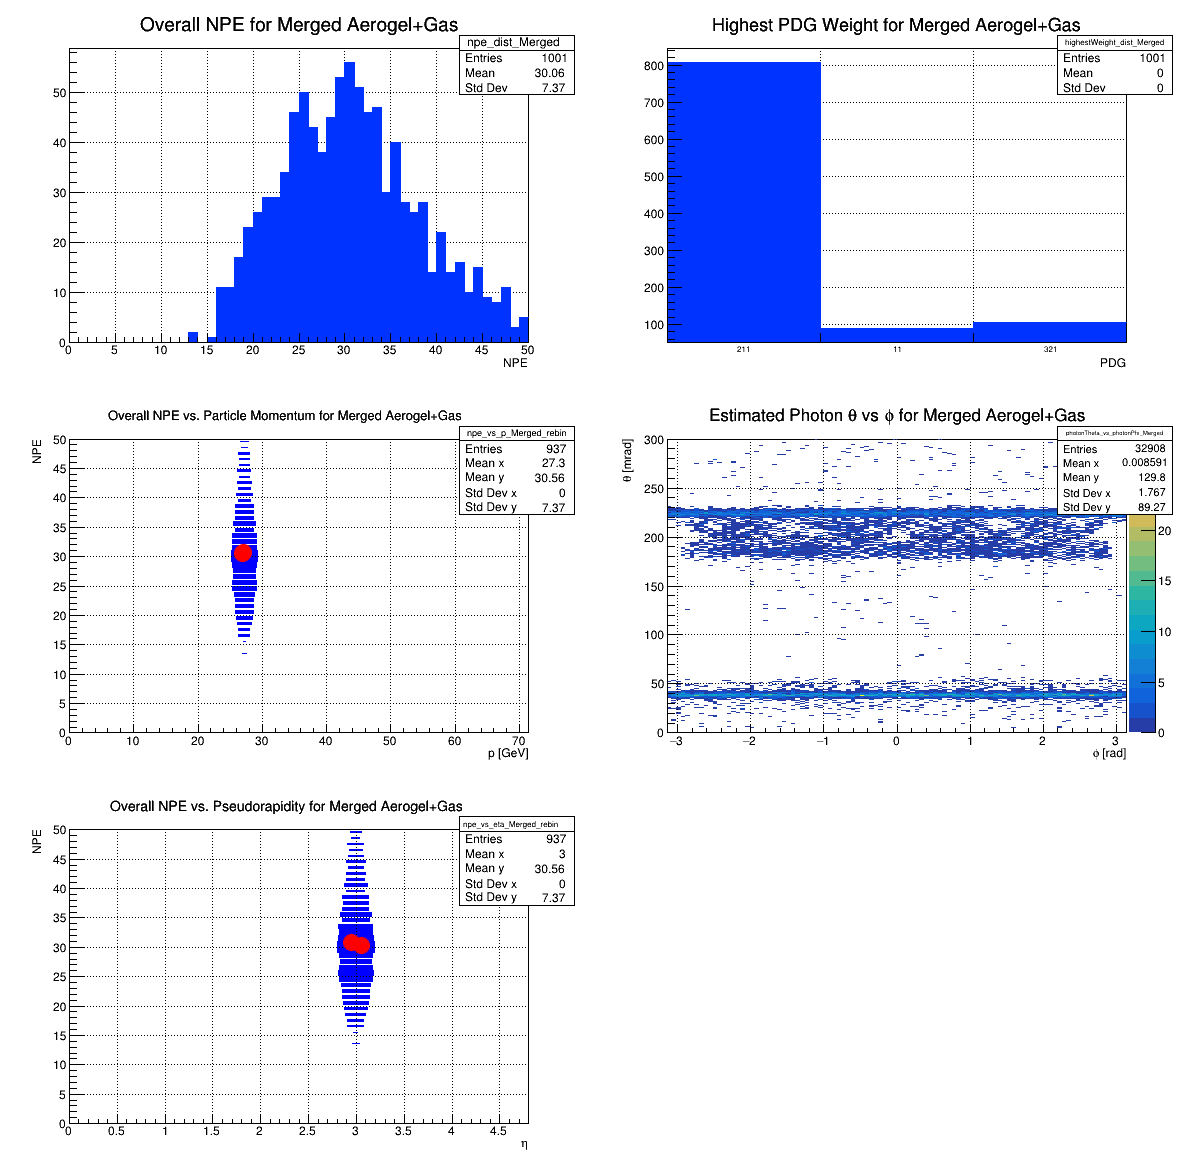 Overall NPE for Merged Aerogel+Gas
npe_dist_Merged
Entries 1001
Mean 30.06
Std Dev 7.37
50
40
30
20
10
0
0 5 10 15 20 25 30 35 40 45 50
NPE
Highest PDG Weight for Merged Aerogel+Gas
highestWeight_dist_Merged
Entries 1001
Mean 0
Std Dev 0
800
700
600
500
400
300
200
100
211 11 321
PDG
Overall NPE vs. Particle Momentum for Merged Aerogel+Gas
npe_vs_p_Merged_rebin
Entries 937
Mean x 27.3
Mean y 30.56
Std Dev x 0
Std Dev y 7.37
NPE
50
45
40
35
30
25
20
15
10
5
0
0 10 20 30 40 50 60 70
p [GeV]
Estimated Photon θ vs ϕ for Merged Aerogel+Gas
photonTheta_vs_photonPhi_Merged
Entries 32908
Mean x 0.008591
Mean y 129.8
Std Dev x 1.767
Std Dev y 89.27
θ [mrad]
300
250
200
150
100
50
0
−3 −2 −1 0 1 2 3
ϕ [rad]
20
15
10
5
0
Overall NPE vs. Pseudorapidity for Merged Aerogel+Gas
npe_vs_eta_Merged_rebin
Entries 937
Mean x 3
Mean y 30.56
Std Dev x 0
Std Dev y 7.37
NPE
50
45
40
35
30
25
20
15
10
5
0
0 0.5 1 1.5 2 2.5 3 3.5 4 4.5
η